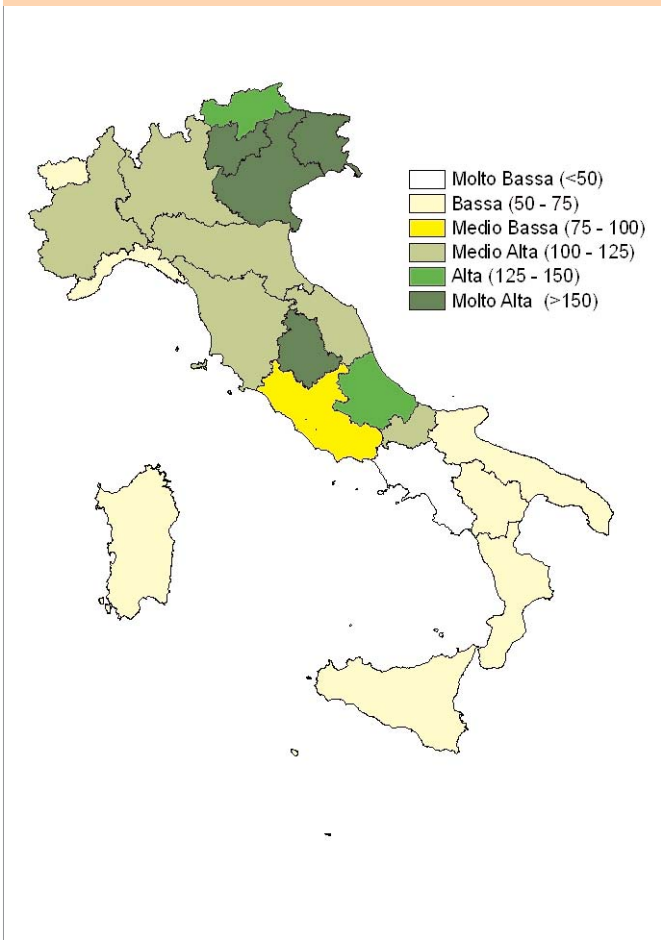 Molto Bassa (<50)
Bassa (50 - 75)
Medio Bassa (75 - 100)
Medio Alta (100 - 125)
Alta (125 - 150)
Molto Alta (>150)